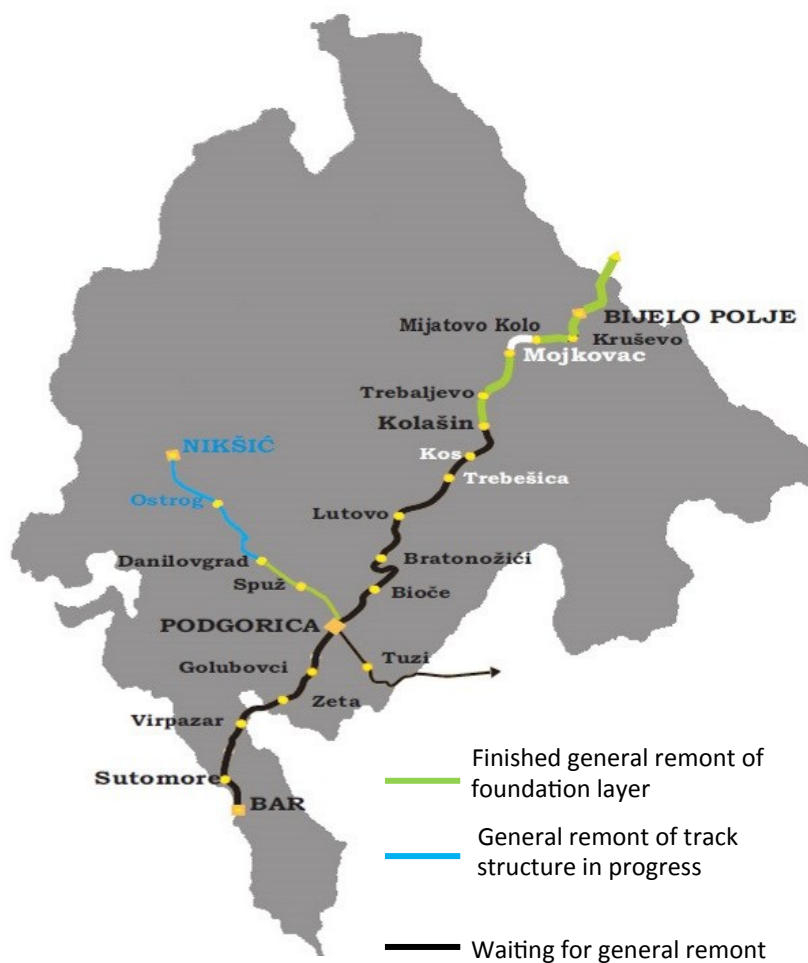 BIJELO POLJE
Mijatovo Kolo
Kruševo
Mojkovac
Trebaljevo
Kolašin
NIKŠIĆ
Kos
Trebešica
Ostrog
Lutovo
Danilovgrad
Bratonožići
Spuž
Bioče
PODGORICA
Tuzi
Golubovci
Zeta
Virpazar
Sutomore
BAR
Finished general remont of
foundation layer
General remont of track
structure in progress
Waiting for general remont